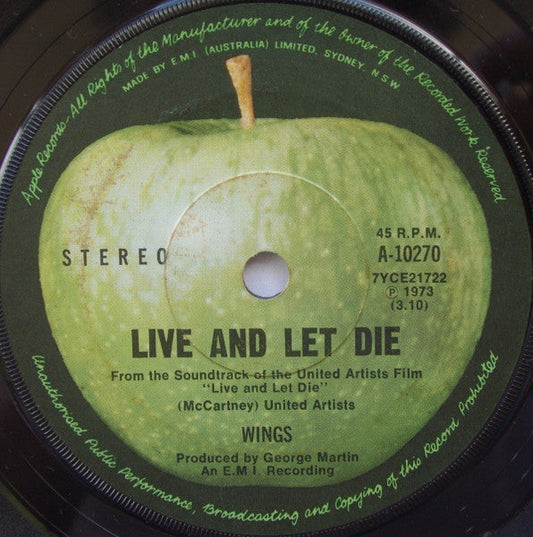 Apple Records-All Rights of the Manufacturer and of the Owner of the Recorded Work Reserved
MADE BY E.M.I. (AUSTRALIA) LIMITED, SYDNEY, N.S.W.
STEREO
45 R.P.M.
A-10270
7YCE21722
Ⓟ 1973
(3.10)
LIVE AND LET DIE
From the Soundtrack of the United Artists Film
"Live and Let Die"
(McCartney) United Artists
WINGS
Produced by George Martin
An E.M.I. Recording
Unauthorised Public Performance, Broadcasting and Copying of this Record Prohibited